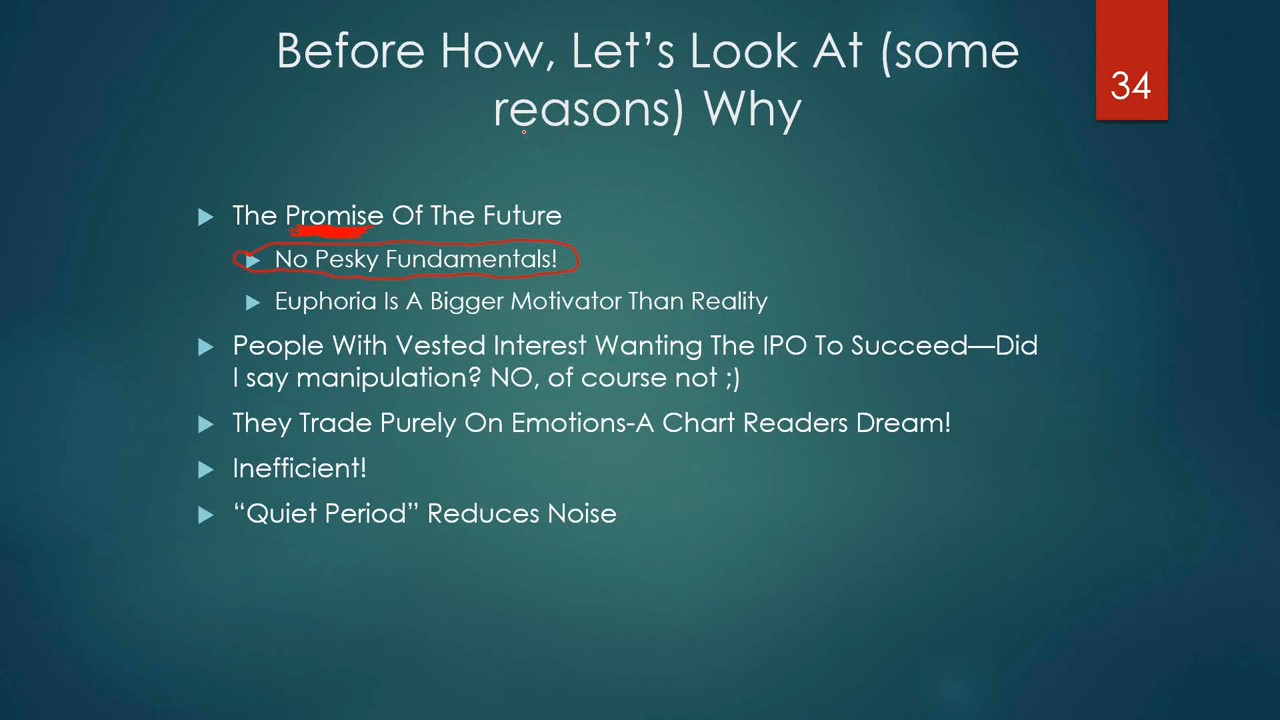 Before How, Let's Look At (some
reasons) Why
34
The Promise Of The Future
No Pesky Fundamentals!
Euphoria Is A Bigger Motivator Than Reality
People With Vested Interest Wanting The IPO To Succeed—Did
I say manipulation? NO, of course not ;)
They Trade Purely On Emotions-A Chart Readers Dream!
Inefficient!
“Quiet Period” Reduces Noise